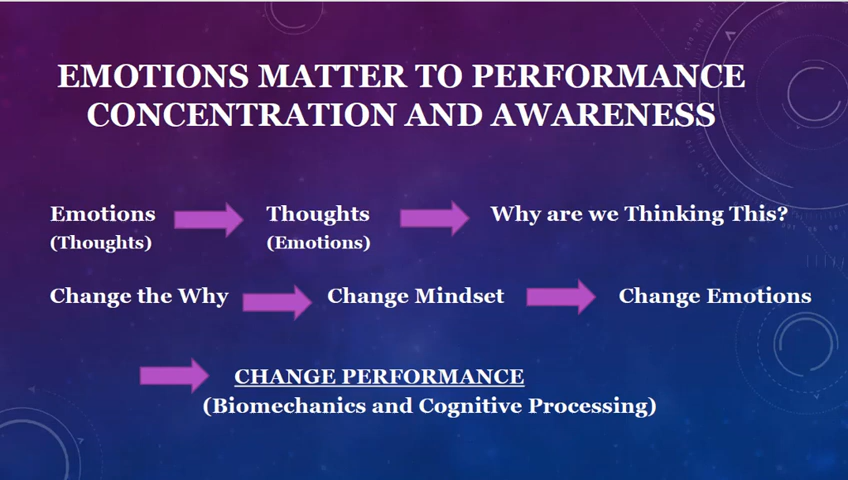 EMOTIONS MATTER TO PERFORMANCE
CONCENTRATION AND AWARENESS
Emotions Thoughts Why are we Thinking This?
(Thoughts) (Emotions)
Change the Why Change Mindset Change Emotions
CHANGE PERFORMANCE
(Biomechanics and Cognitive Processing)